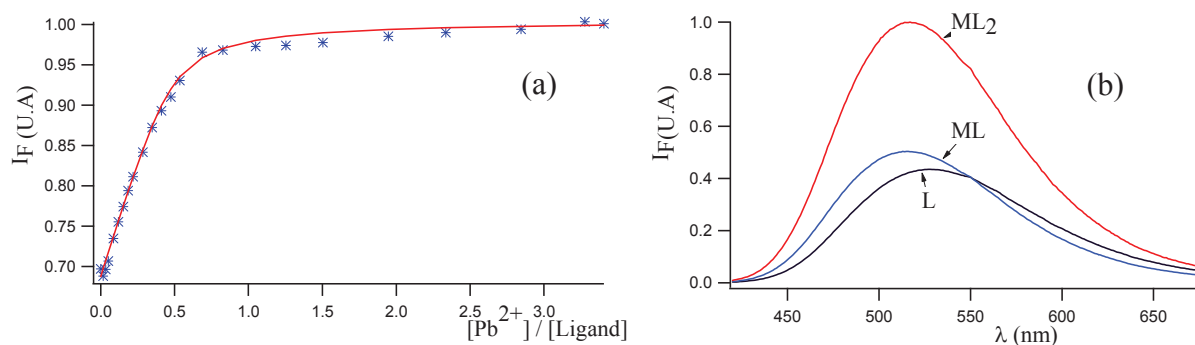 1.00
0.95
0.90
0.85
0.80
0.75
0.70
I_F (U.A)
(a)
0.0 0.5 1.0 1.5 2.0 2.5 3.0
[Pb²⁺] / [Ligand]
1.0
0.8
0.6
0.4
0.2
0.0
I_F(U.A)
ML₂
(b)
ML
L
450 500 550 600 650
λ (nm)